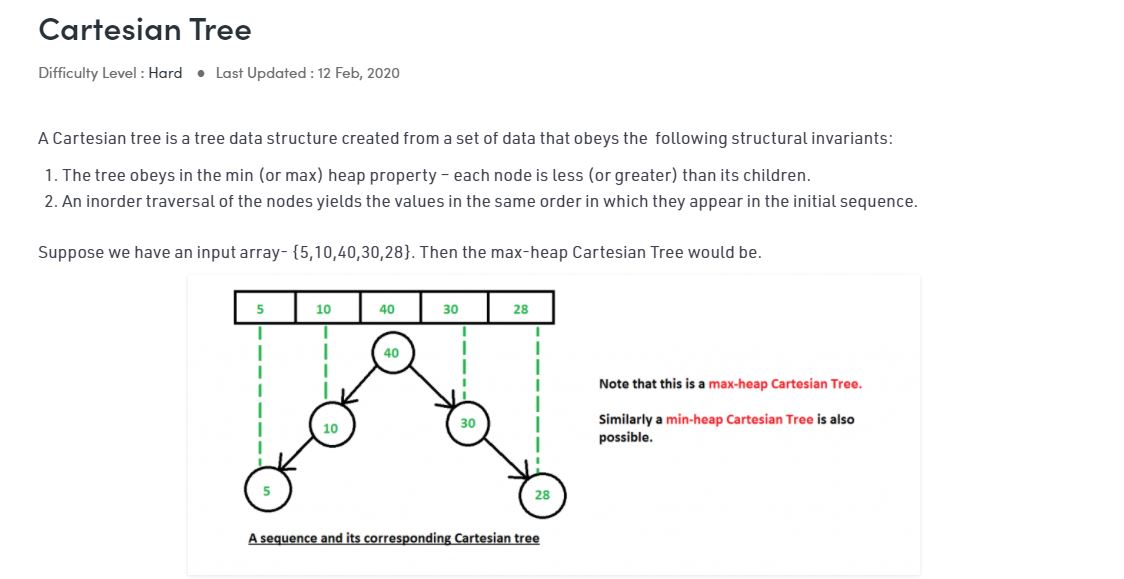 Cartesian Tree
Difficulty Level : Hard ● Last Updated : 12 Feb, 2020
A Cartesian tree is a tree data structure created from a set of data that obeys the following structural invariants:
1. The tree obeys in the min (or max) heap property – each node is less (or greater) than its children.
2. An inorder traversal of the nodes yields the values in the same order in which they appear in the initial sequence.
Suppose we have an input array- {5,10,40,30,28}. Then the max-heap Cartesian Tree would be.
5 10 40 30 28
40
Note that this is a max-heap Cartesian Tree.
Similarly a min-heap Cartesian Tree is also
possible.
10 30
5 28
A sequence and its corresponding Cartesian tree